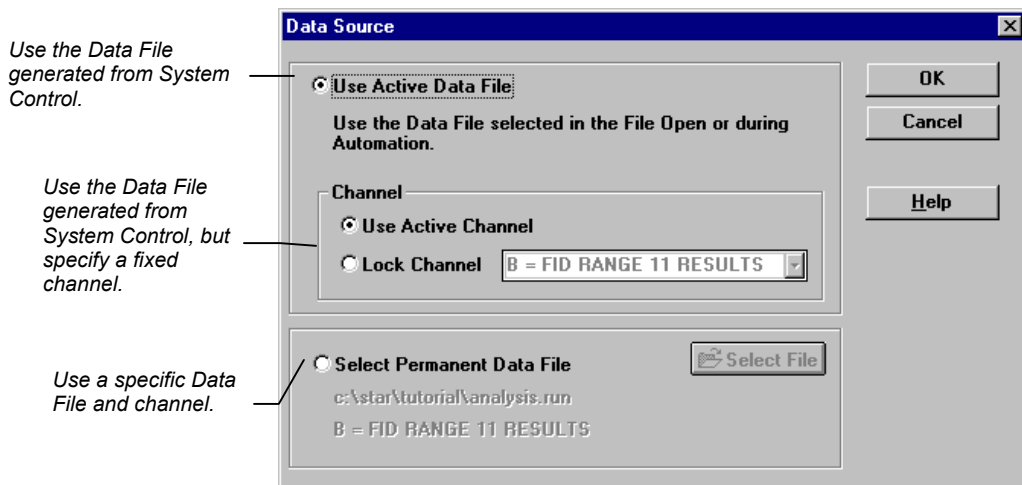 Data Source
Use the Data File
generated from System
Control.
Use Active Data File
OK
Use the Data File selected in the File Open or during
Automation.
Cancel
Use the Data File
generated from
System Control, but
specify a fixed
channel.
Channel
Help
Use Active Channel
Lock Channel B = FID RANGE 11 RESULTS
Use a specific Data
File and channel.
Select Permanent Data File
Select File
c:\star\tutorial\analysis.run
B = FID RANGE 11 RESULTS